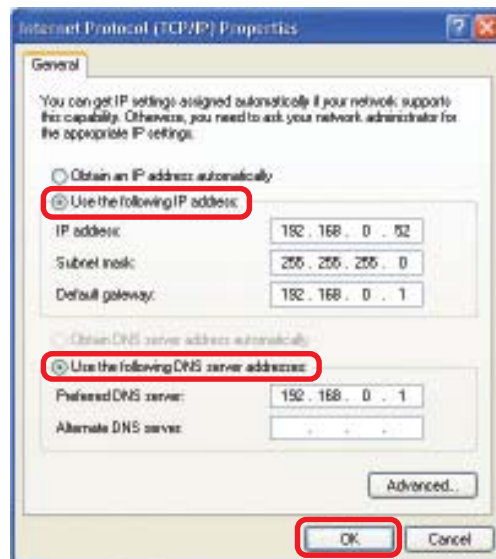 Internet Protocol (TCP/IP) Properties
General
You can get IP settings assigned automatically if your network supports
this capability. Otherwise, you need to ask your network administrator for
the appropriate IP settings.
Obtain an IP address automatically
Use the following IP address:
IP address: 192 . 168 . 0 . 52
Subnet mask: 255 . 255 . 255 . 0
Default gateway: 192 . 168 . 0 . 1
Obtain DNS server address automatically
Use the following DNS server addresses:
Preferred DNS server: 192 . 168 . 0 . 1
Alternate DNS server: . . .
Advanced...
OK Cancel